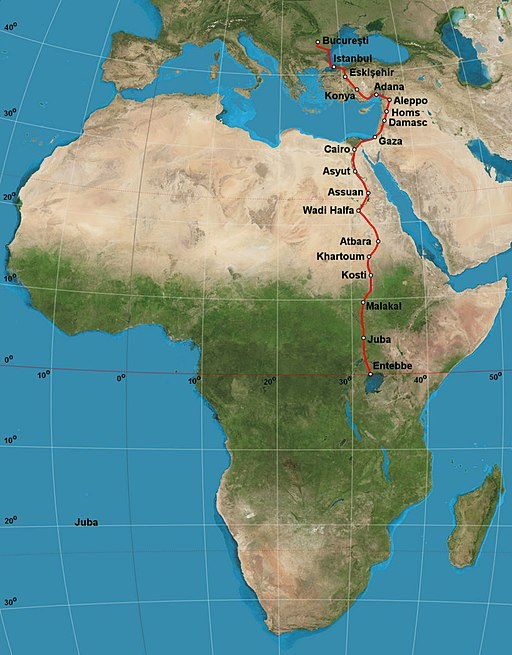 40°
Bucureşti
Istanbul
Eskişehir
Adana
Konya
Aleppo
Homs
Damasc
30°
Gaza
Cairo
Asyut
Assuan
20°
Wadi Halfa
Atbara
Khartoum
Kosti
10°
Malakal
Juba
0°
Entebbe
10°
0°
10°
20°
30°
40°
50°
10°
20°
Juba
30°